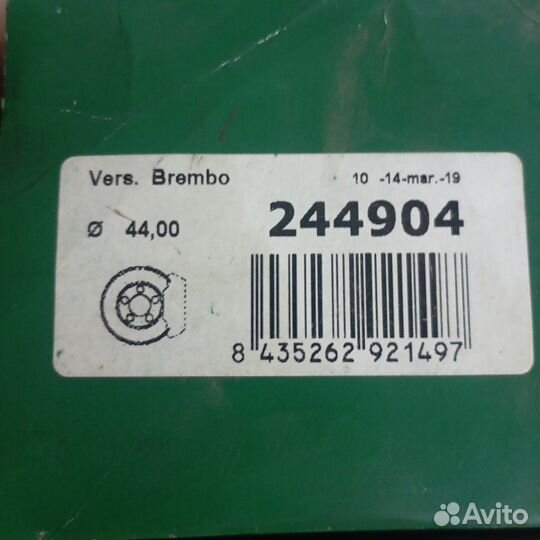 Vers. Brembo 10 -14-mar.-19
Ø 44,00 244904
8 435262 921497
Avito